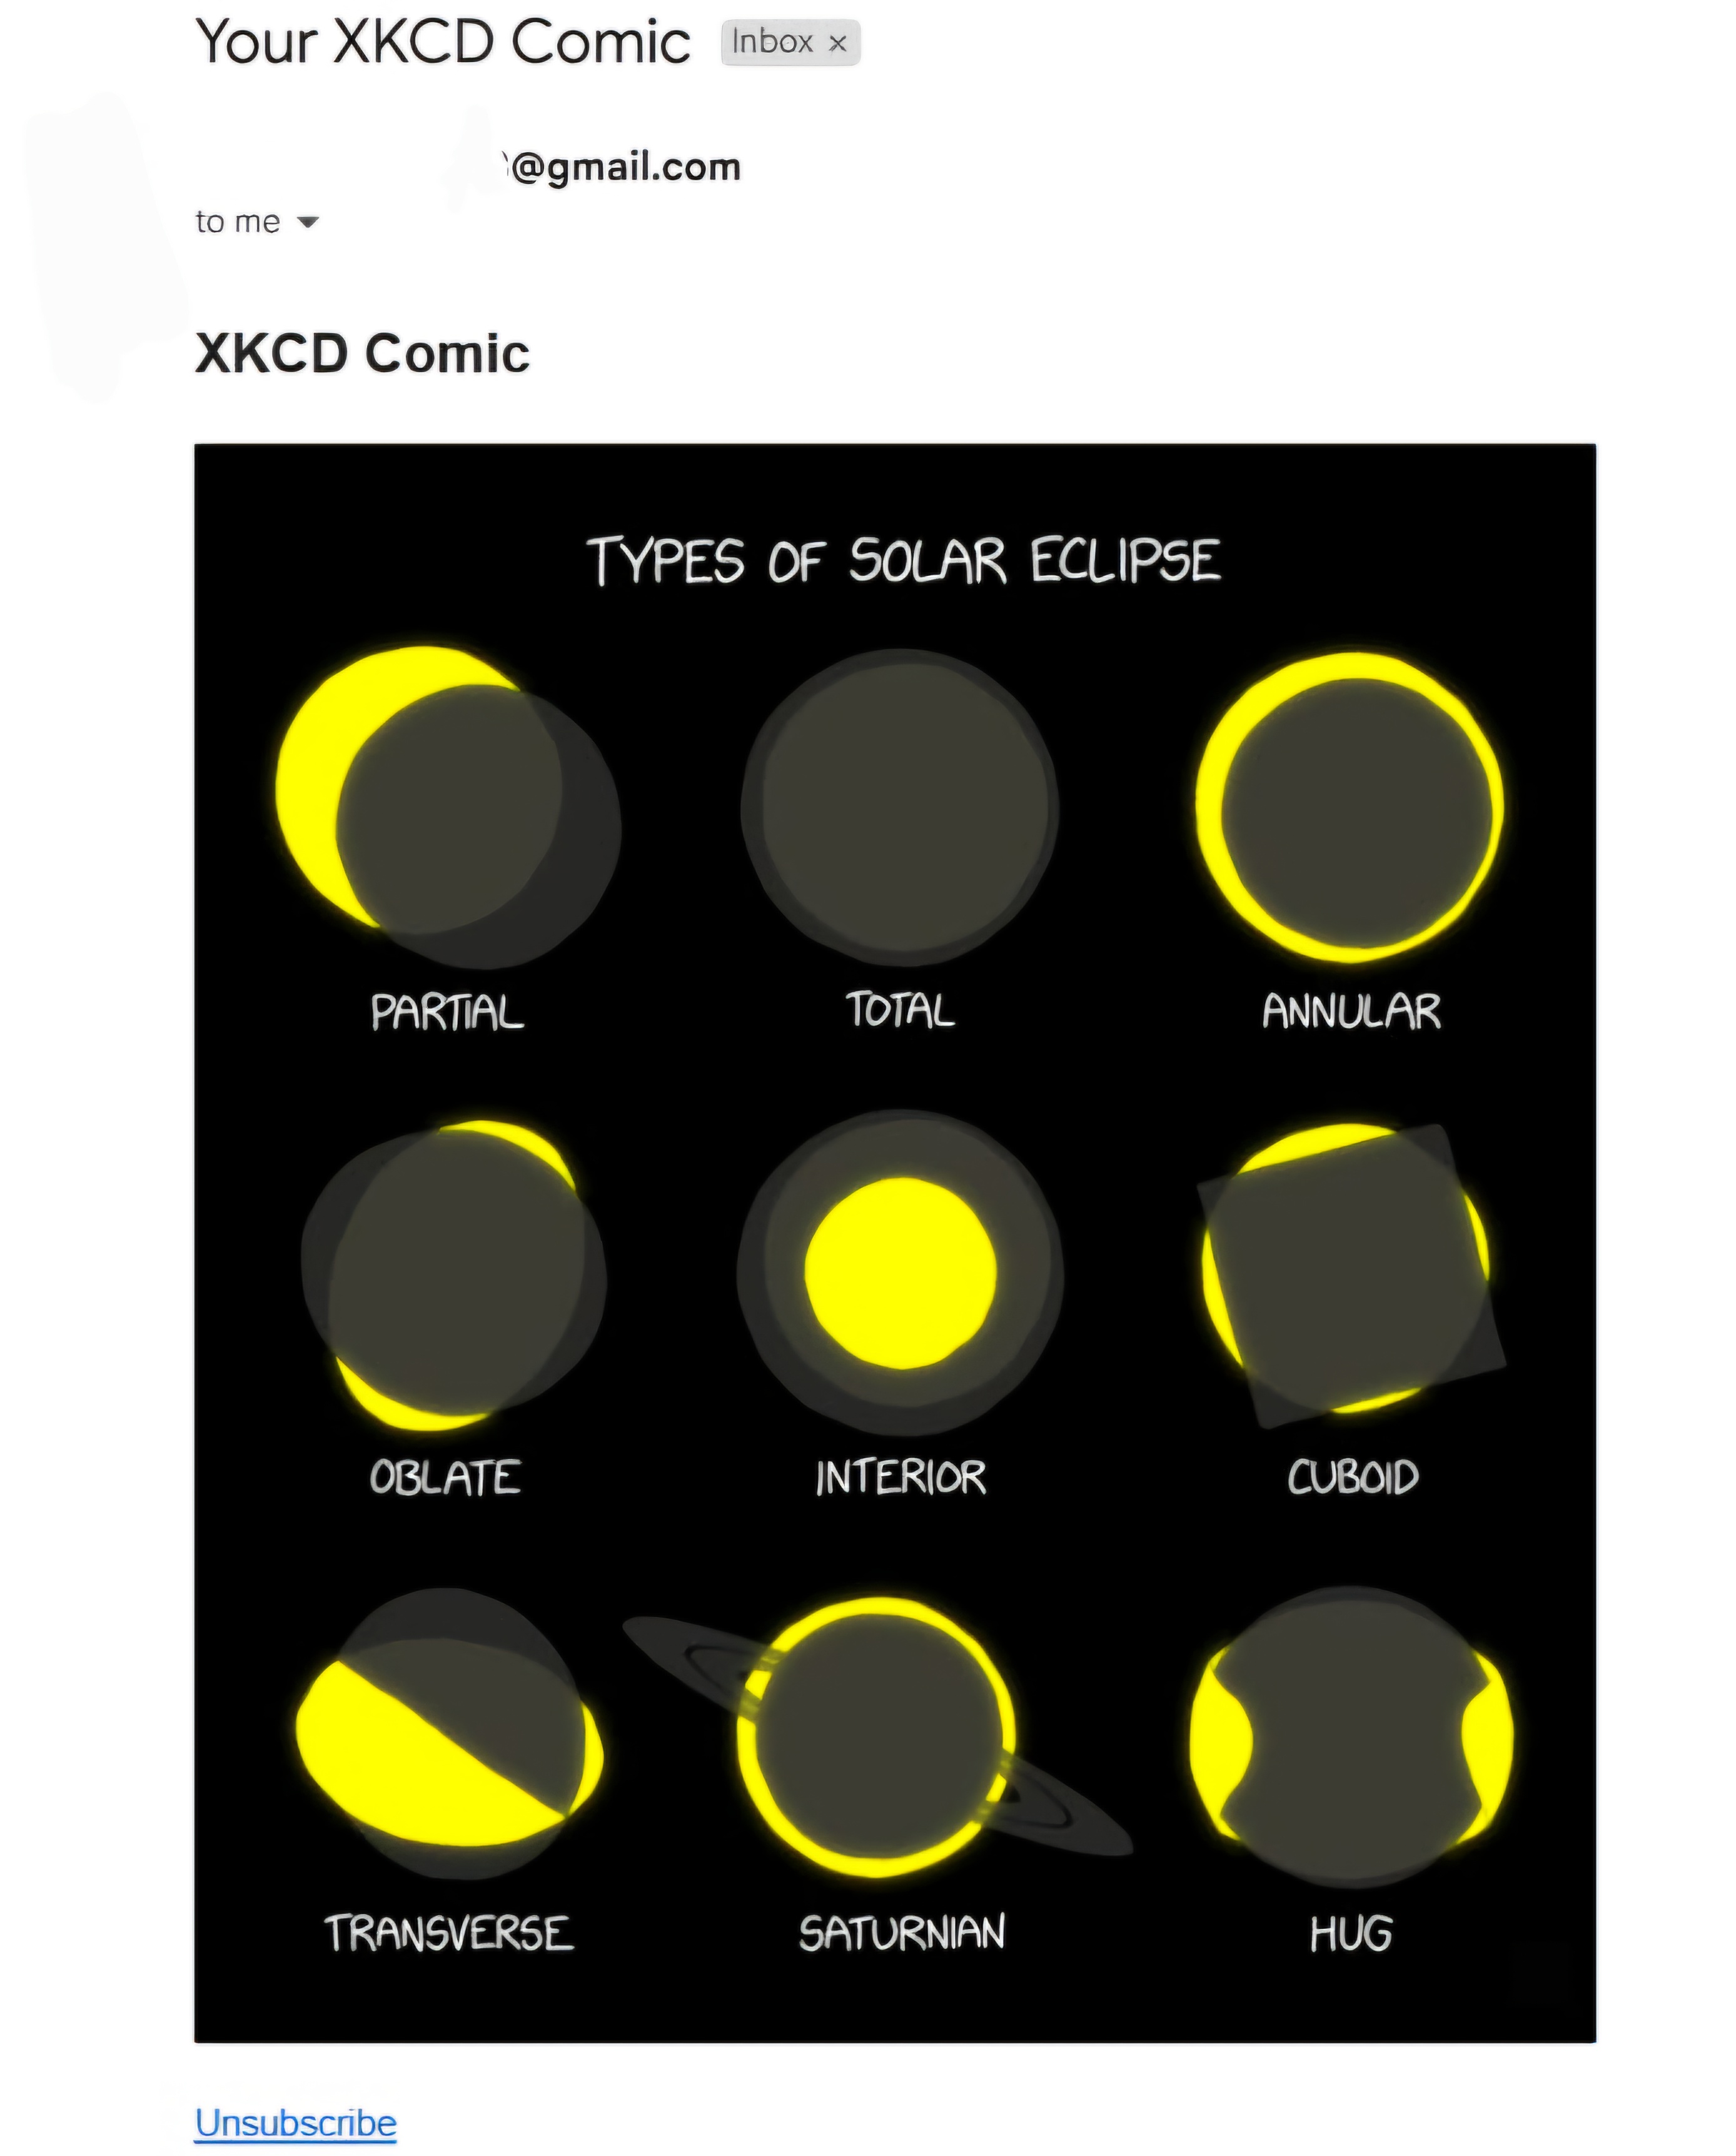 Your XKCD Comic Inbox ×
@gmail.com
to me
XKCD Comic
TYPES OF SOLAR ECLIPSE
PARTIAL TOTAL ANNULAR
OBLATE INTERIOR CUBOID
TRANSVERSE SATURNIAN HUG
Unsubscribe